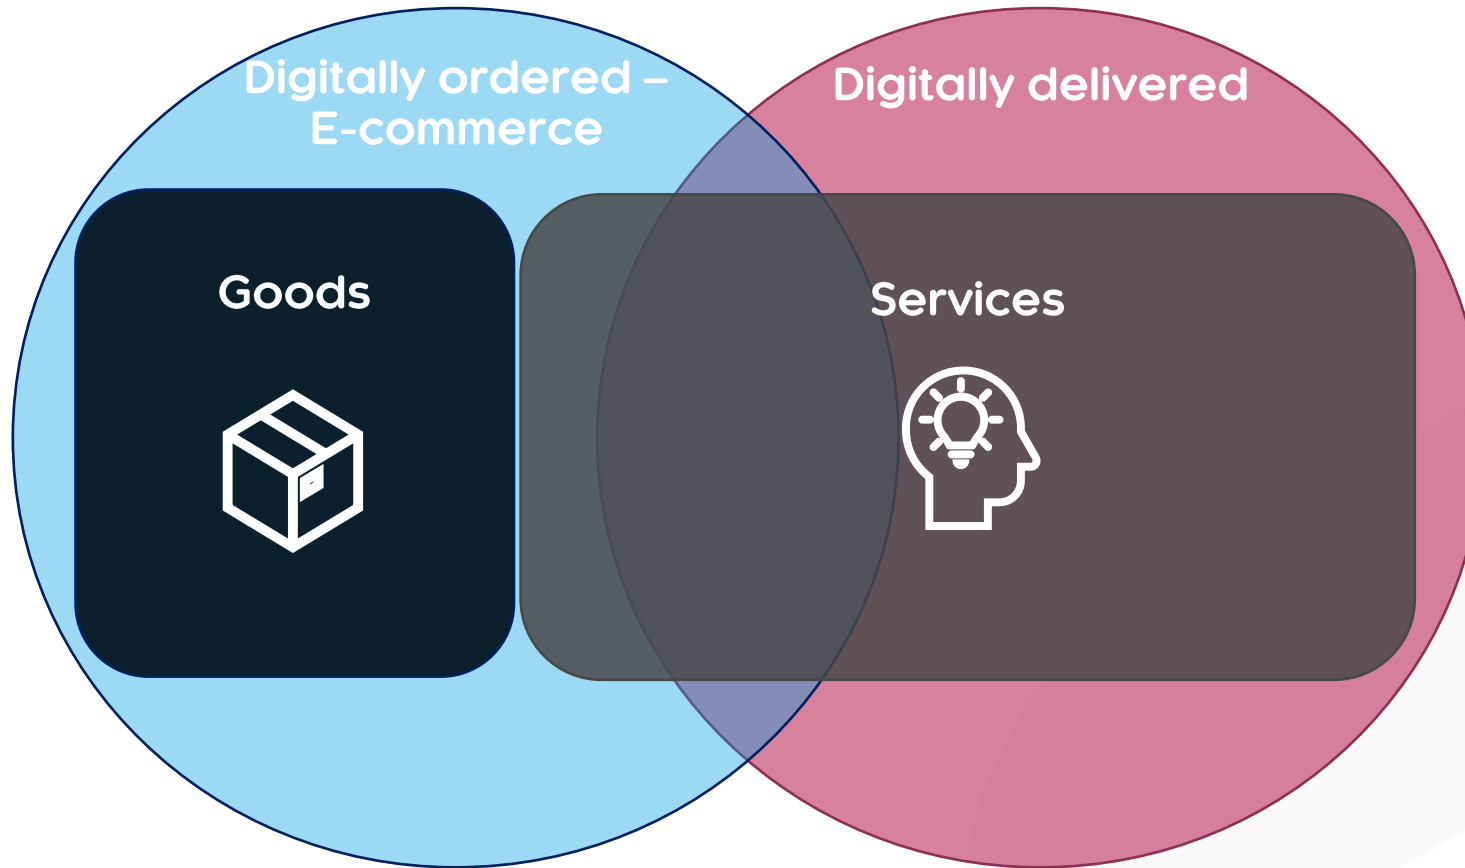 Digitally ordered –
E-commerce
Digitally delivered
Goods
Services